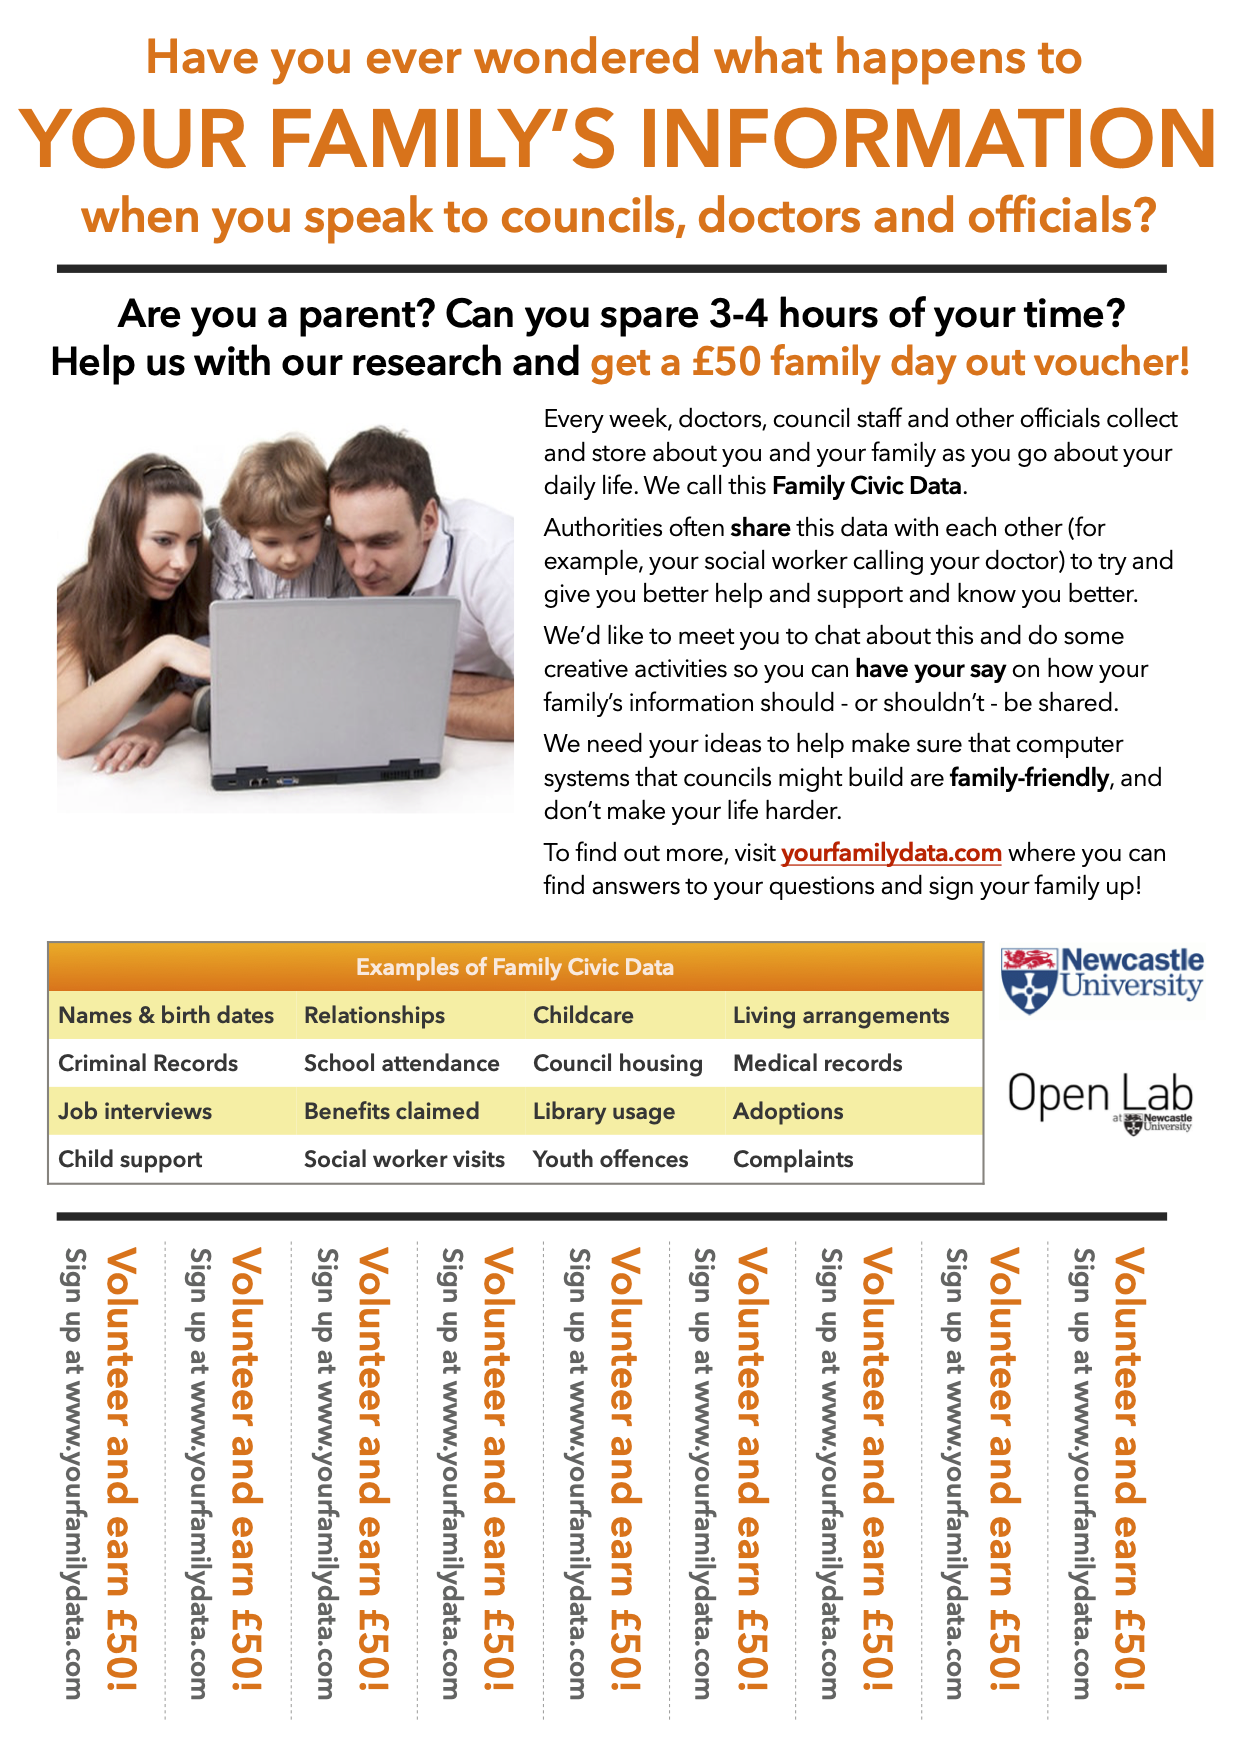 Have you ever wondered what happens to
YOUR FAMILY’S INFORMATION
when you speak to councils, doctors and officials?
Are you a parent? Can you spare 3-4 hours of your time?
Help us with our research and get a £50 family day out voucher!
Every week, doctors, council staff and other officials collect
and store about you and your family as you go about your
daily life. We call this Family Civic Data.
Authorities often share this data with each other (for
example, your social worker calling your doctor) to try and
give you better help and support and know you better.
We’d like to meet you to chat about this and do some
creative activities so you can have your say on how your
family’s information should - or shouldn’t - be shared.
We need your ideas to help make sure that computer
systems that councils might build are family-friendly, and
don’t make your life harder.
To find out more, visit yourfamilydata.com where you can
find answers to your questions and sign your family up!
Examples of Family Civic Data
Names & birth dates Relationships Childcare Living arrangements
Criminal Records School attendance Council housing Medical records
Job interviews Benefits claimed Library usage Adoptions
Child support Social worker visits Youth offences Complaints
Newcastle
University
Open Lab
at Newcastle
University
Volunteer and earn £50!
Sign up at www.yourfamilydata.com
Volunteer and earn £50!
Sign up at www.yourfamilydata.com
Volunteer and earn £50!
Sign up at www.yourfamilydata.com
Volunteer and earn £50!
Sign up at www.yourfamilydata.com
Volunteer and earn £50!
Sign up at www.yourfamilydata.com
Volunteer and earn £50!
Sign up at www.yourfamilydata.com
Volunteer and earn £50!
Sign up at www.yourfamilydata.com
Volunteer and earn £50!
Sign up at www.yourfamilydata.com
Volunteer and earn £50!
Sign up at www.yourfamilydata.com